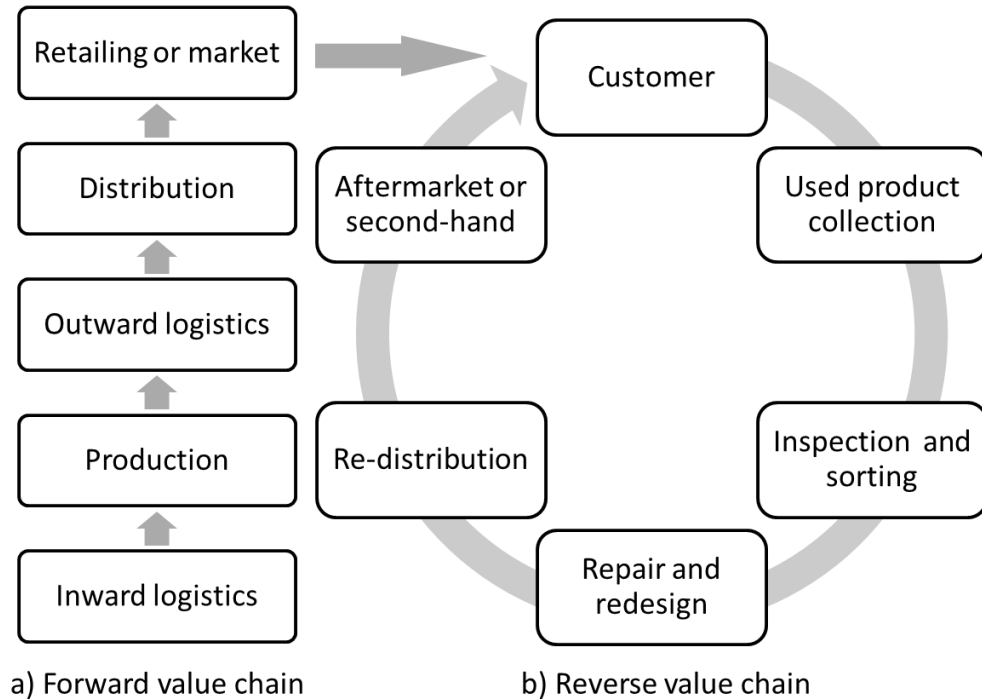 Retailing or market
Distribution
Outward logistics
Production
Inward logistics
a) Forward value chain
Customer
Used product
collection
Inspection and
sorting
Repair and
redesign
Re-distribution
Aftermarket or
second-hand
b) Reverse value chain